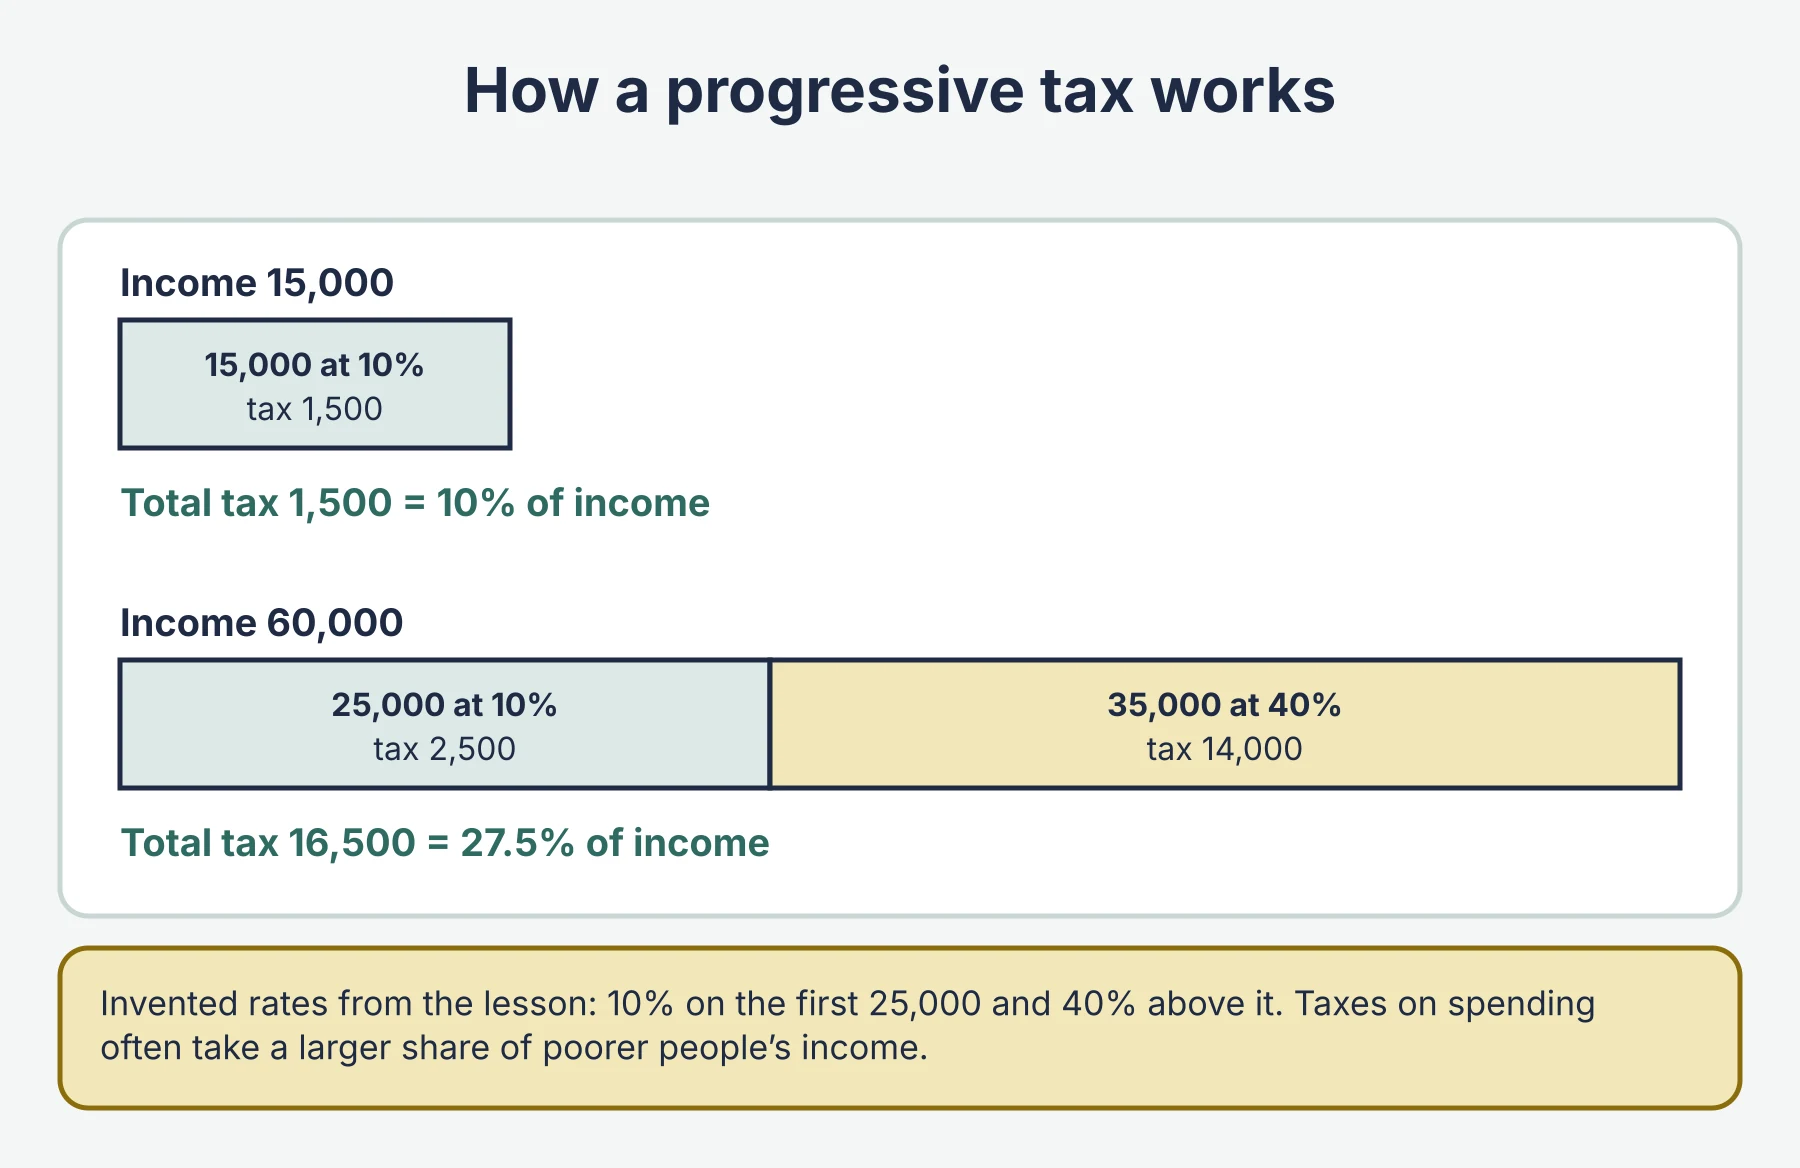 How a progressive tax works
Income 15,000
15,000 at 10%
tax 1,500
Total tax 1,500 = 10% of income
Income 60,000
25,000 at 10%
tax 2,500
35,000 at 40%
tax 14,000
Total tax 16,500 = 27.5% of income
Invented rates from the lesson: 10% on the first 25,000 and 40% above it. Taxes on spending
often take a larger share of poorer people’s income.